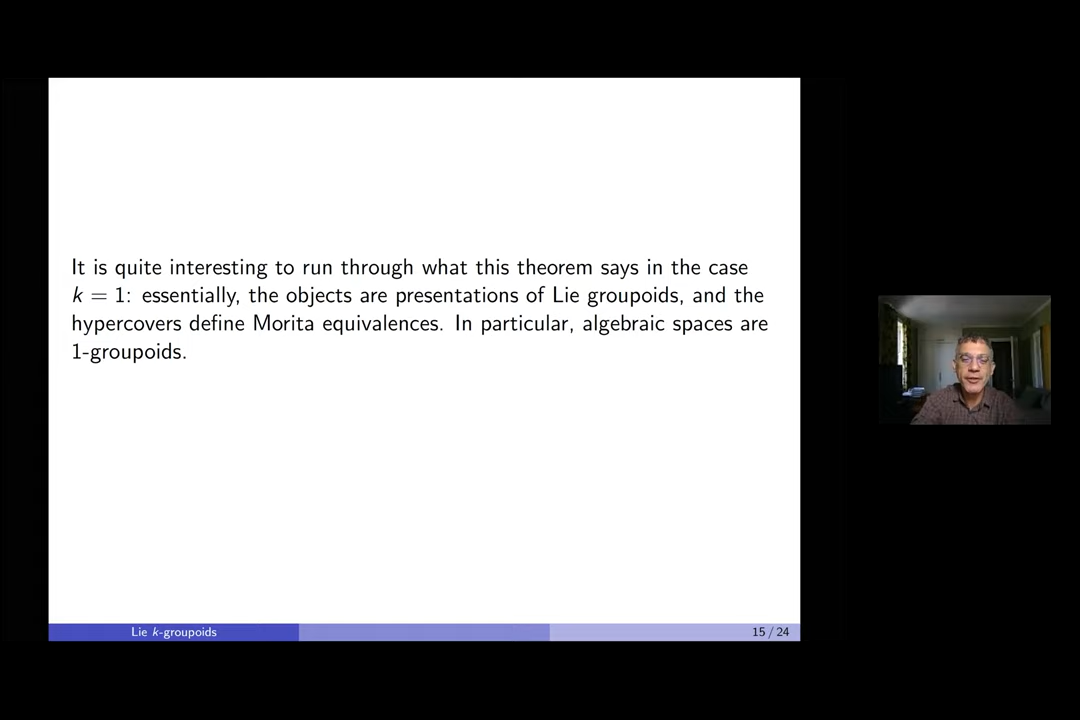 It is quite interesting to run through what this theorem says in the case
k = 1: essentially, the objects are presentations of Lie groupoids, and the
hypercovers define Morita equivalences. In particular, algebraic spaces are
1-groupoids.
Lie k-groupoids
15 / 24